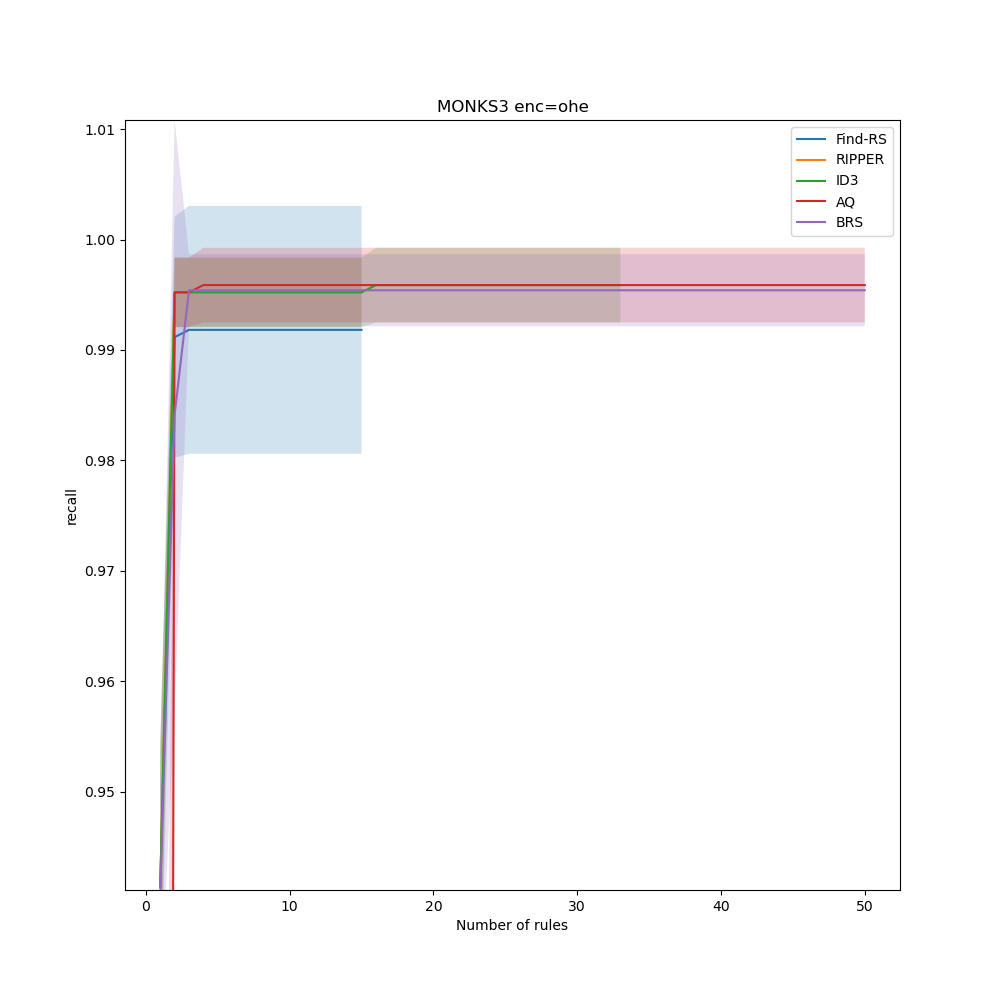 MONKS3 enc=ohe
1.01
1.00
0.99
0.98
0.97
0.96
0.95
recall
Find-RS
RIPPER
ID3
AQ
BRS
0 10 20 30 40 50
Number of rules